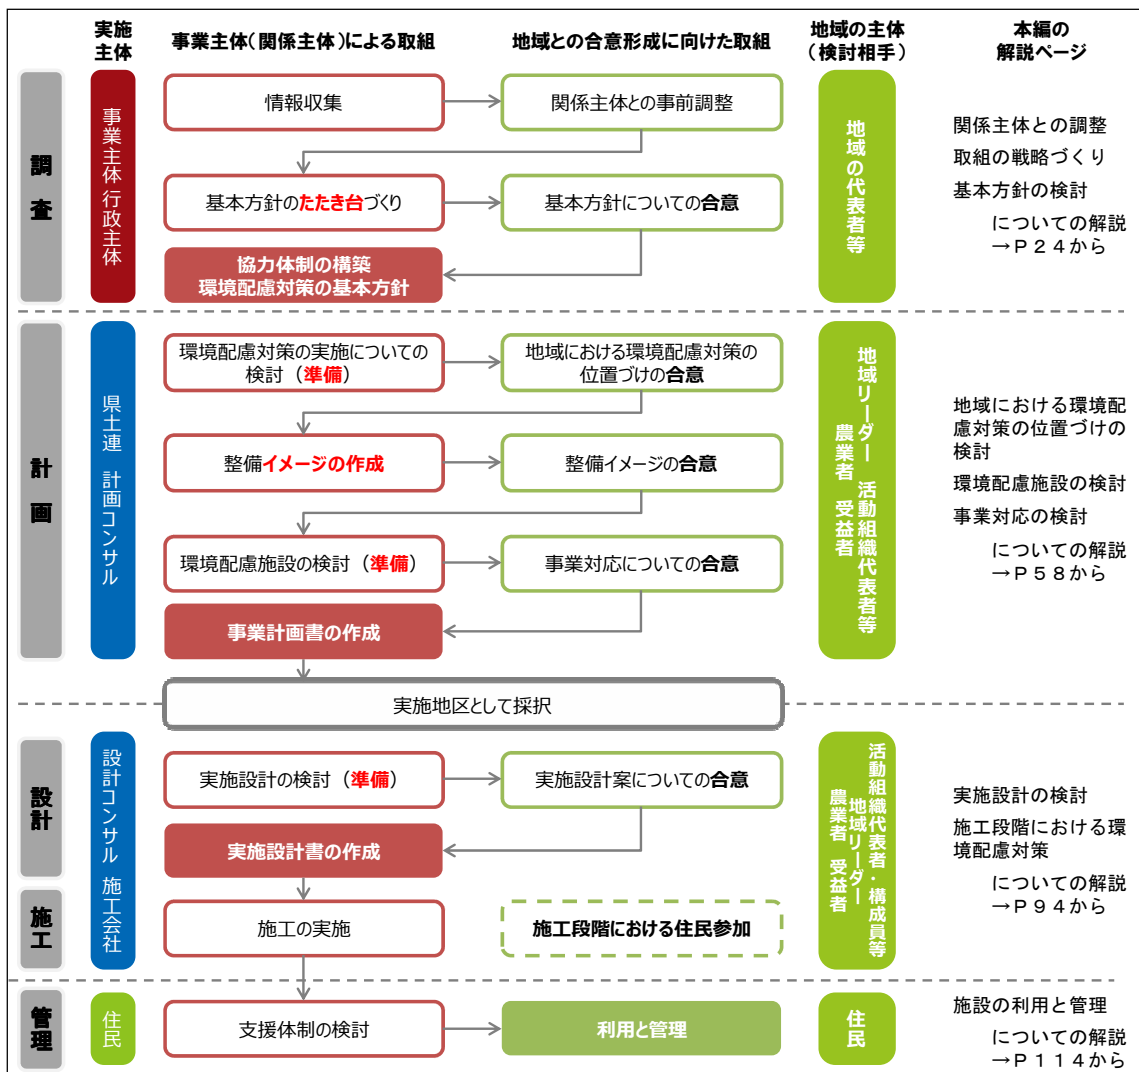 実施
主体
事業主体（関係主体）による取組
地域との合意形成に向けた取組
地域の主体
（検討相手）
本編の
解説ページ
調査
事業主体 行政主体
情報収集
関係主体との事前調整
基本方針のたたき台づくり
基本方針についての合意
協力体制の構築
環境配慮対策の基本方針
地域の代表者等
関係主体との調整
取組の戦略づくり
基本方針の検討
についての解説
→Ｐ２４から
計画
県土連 計画コンサル
環境配慮対策の実施についての
検討（準備）
地域における環境配慮対策の
位置づけの合意
整備イメージの作成
整備イメージの合意
環境配慮施設の検討（準備）
事業対応についての合意
事業計画書の作成
地域リーダー 活動組織代表者等
農業者 受益者
地域における環境配
慮対策の位置づけの
検討
環境配慮施設の検討
事業対応の検討
についての解説
→Ｐ５８から
実施地区として採択
設計
施工
設計コンサル 施工会社
実施設計の検討（準備）
実施設計案についての合意
実施設計書の作成
施工の実施
施工段階における住民参加
活動組織代表者・構成員等
地域リーダー
農業者 受益者
実施設計の検討
施工段階における環
境配慮対策
についての解説
→Ｐ９４から
管理
住民
支援体制の検討
利用と管理
住民
施設の利用と管理
についての解説
→Ｐ１１４から